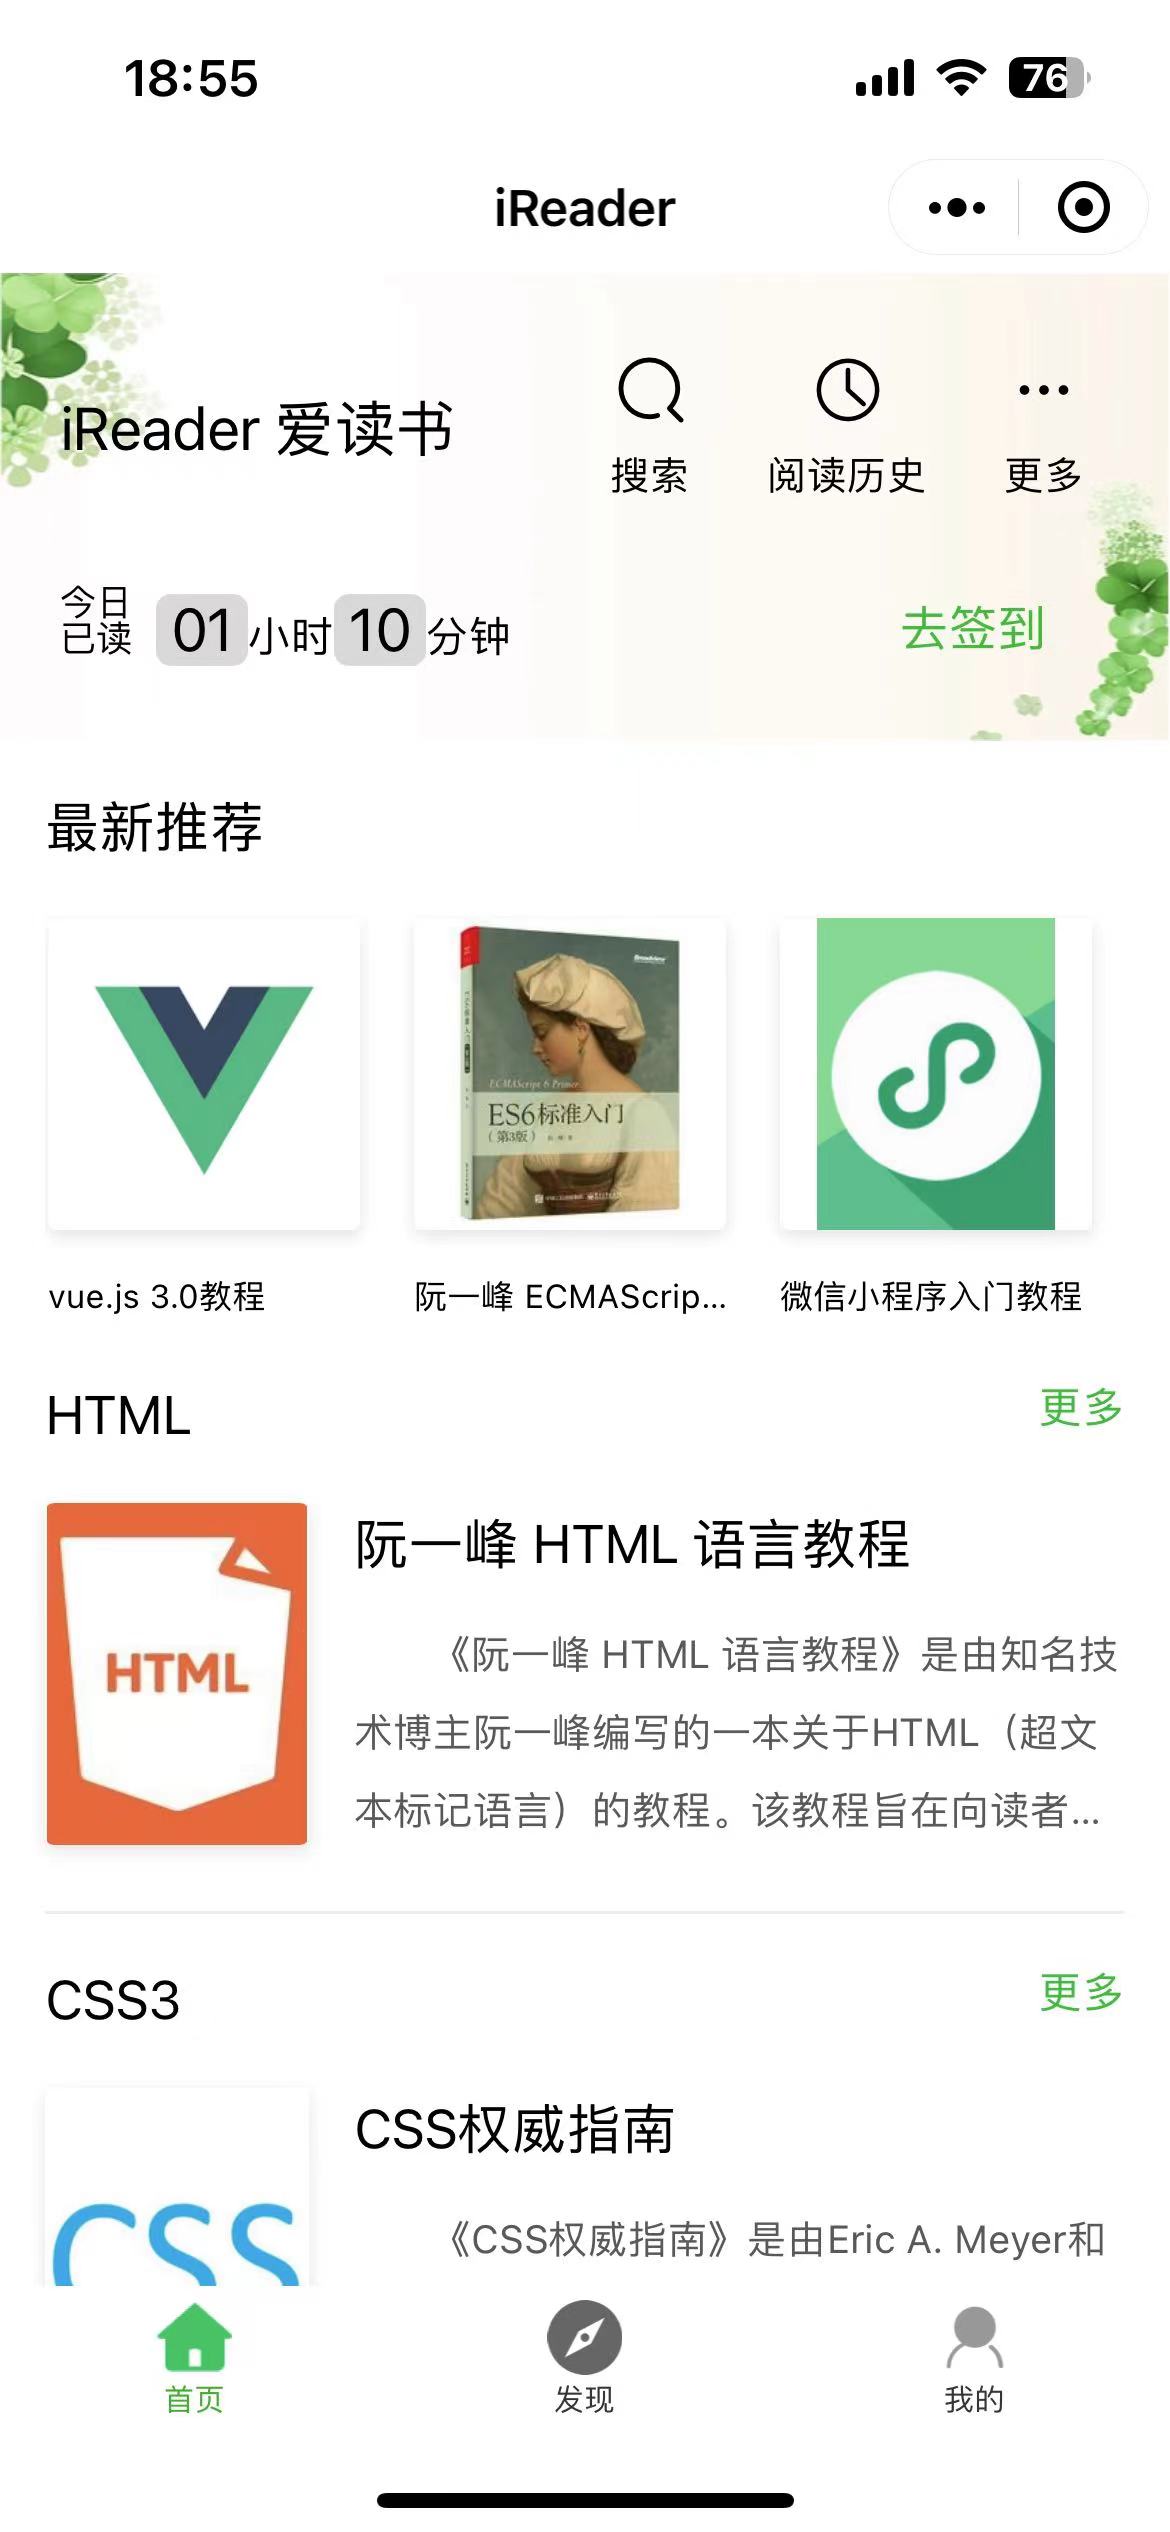 18:55
76
iReader
iReader 爱读书
搜索
阅读历史
更多
今日
已读
01小时10分钟
去签到
最新推荐
Broadview
ECMAScript 6 Primer
ES6标准入门
（第3版）
vue.js 3.0教程
阮一峰 ECMAScrip...
微信小程序入门教程
HTML
更多
HTML
阮一峰 HTML 语言教程
《阮一峰 HTML 语言教程》是由知名技
术博主阮一峰编写的一本关于HTML（超文
本标记语言）的教程。该教程旨在向读者...
CSS3
更多
CSS
CSS权威指南
《CSS权威指南》是由Eric A. Meyer和
首页
发现
我的